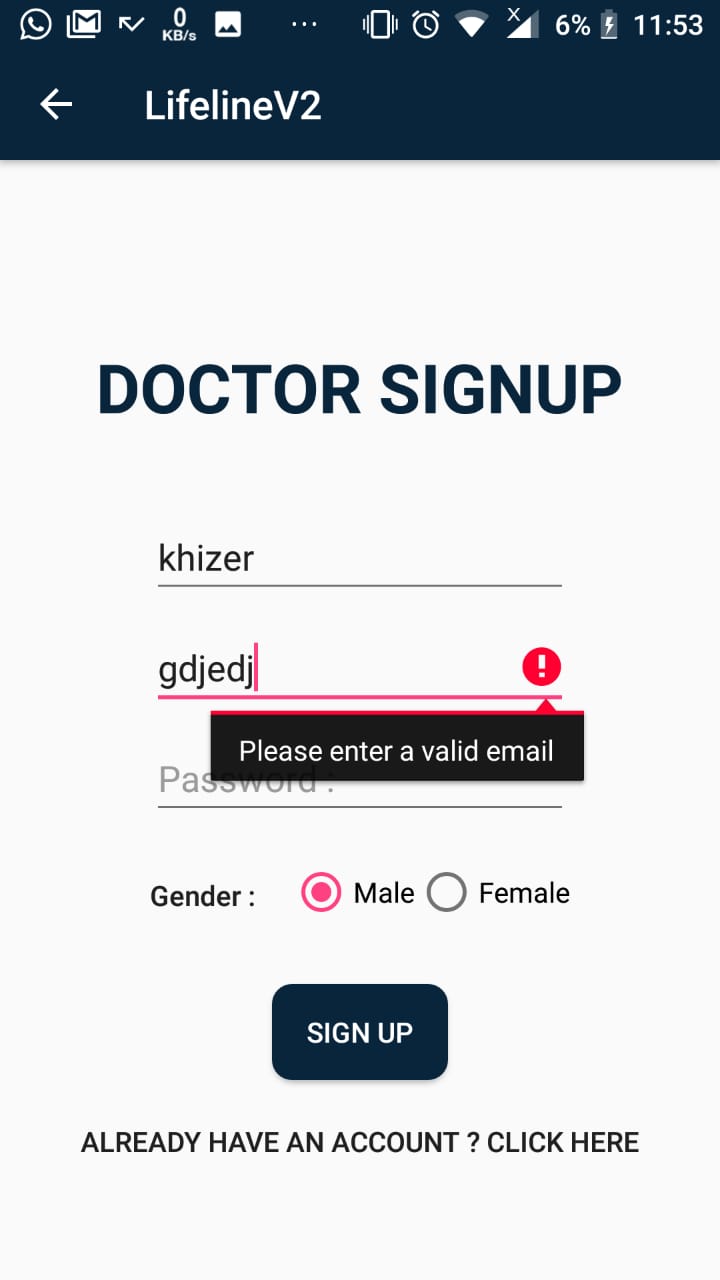 0 KB/s ... X 6% 11:53
LifelineV2
DOCTOR SIGNUP
khizer
gdjedj
Please enter a valid email
Password :
Gender : Male Female
SIGN UP
ALREADY HAVE AN ACCOUNT ? CLICK HERE